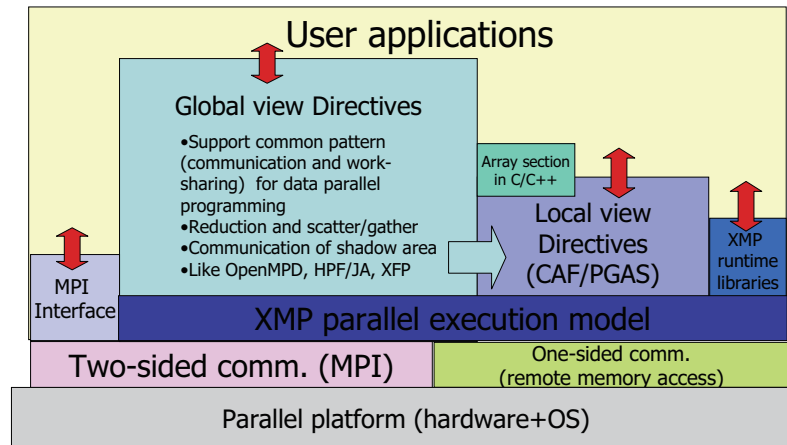 User applications
Global view Directives
•Support common pattern
(communication and work-
sharing) for data parallel
programming
•Reduction and scatter/gather
•Communication of shadow area
•Like OpenMPD, HPF/JA, XFP
Array section
in C/C++
Local view
Directives
(CAF/PGAS)
XMP
runtime
libraries
MPI
Interface
XMP parallel execution model
Two-sided comm. (MPI)
One-sided comm.
(remote memory access)
Parallel platform (hardware+OS)